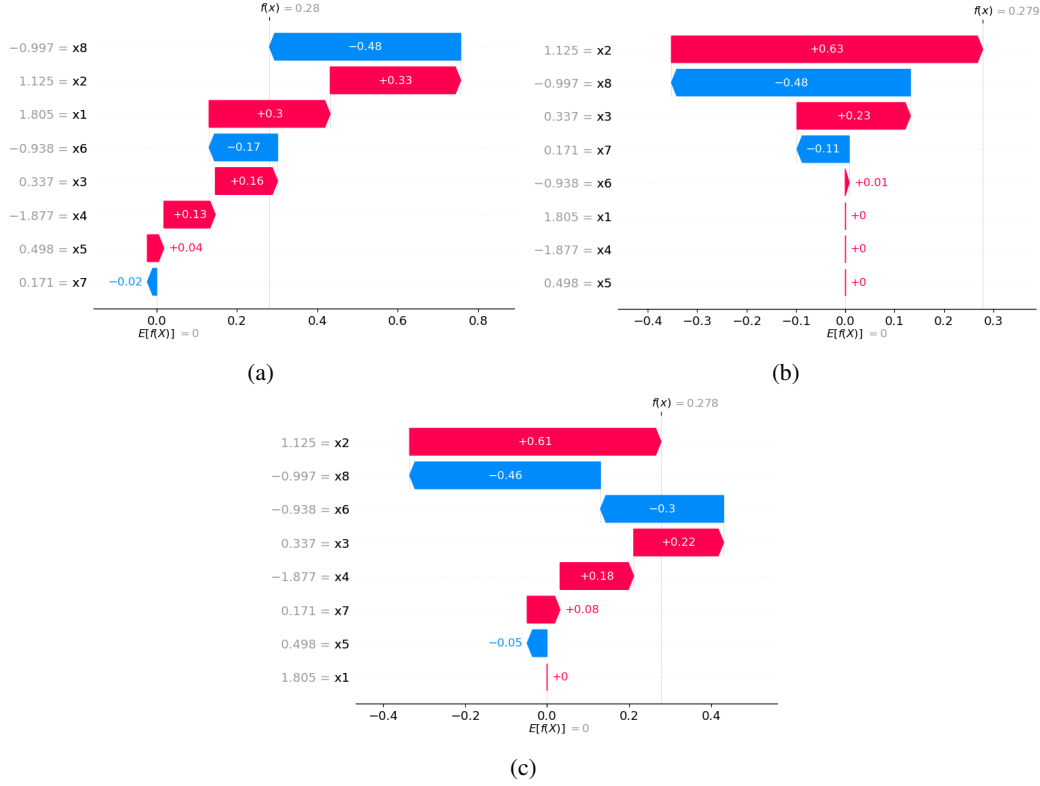 f(x) = 0.28
−0.997 = x8
−0.48
1.125 = x2
+0.33
1.805 = x1
+0.3
−0.938 = x6
−0.17
0.337 = x3
+0.16
−1.877 = x4
+0.13
0.498 = x5
+0.04
0.171 = x7
−0.02
0.0 0.2 0.4 0.6 0.8
E[f(X)] = 0
(a)
f(x) = 0.279
1.125 = x2
+0.63
−0.997 = x8
−0.48
0.337 = x3
+0.23
0.171 = x7
−0.11
−0.938 = x6
+0.01
1.805 = x1
+0
−1.877 = x4
+0
0.498 = x5
+0
−0.4 −0.3 −0.2 −0.1 0.0 0.1 0.2 0.3
E[f(X)] = 0
(b)
f(x) = 0.278
1.125 = x2
+0.61
−0.997 = x8
−0.46
−0.938 = x6
−0.3
0.337 = x3
+0.22
−1.877 = x4
+0.18
0.171 = x7
+0.08
0.498 = x5
−0.05
1.805 = x1
+0
−0.4 −0.2 0.0 0.2 0.4
E[f(X)] = 0
(c)